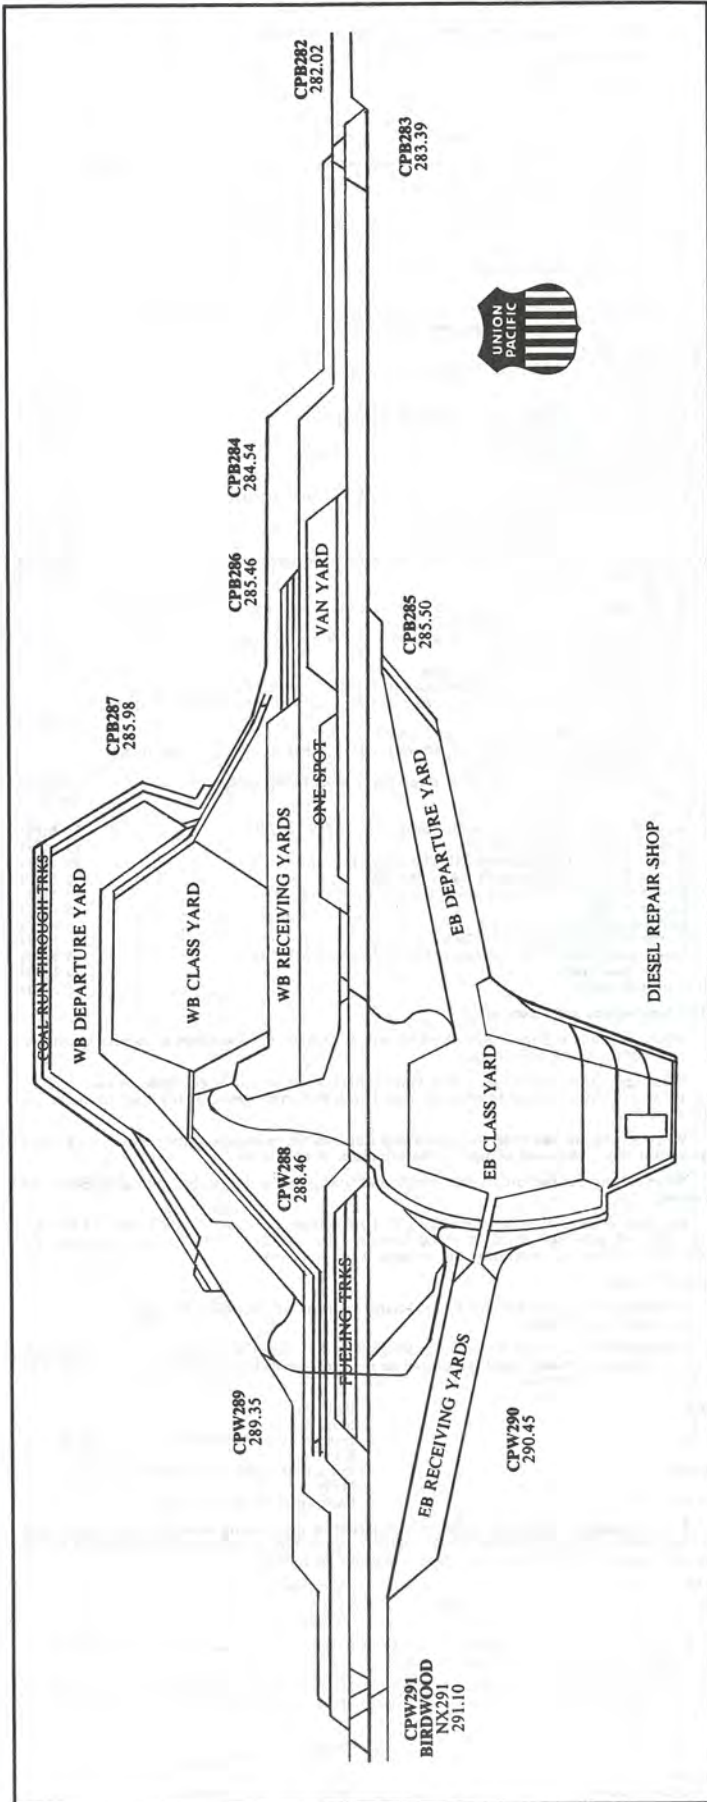 CPB282
282.02
CPB283
283.39
UNION
PACIFIC
CPB284
284.54
CPB286
285.46
VAN YARD
CPB285
285.50
CPB287
285.98
ONE SPOT
EB DEPARTURE YARD
COAL RUN THROUGH TRKS
WB DEPARTURE YARD
WB CLASS YARD
WB RECEIVING YARDS
DIESEL REPAIR SHOP
EB CLASS YARD
CPW288
288.46
FUELING TRKS
CPW289
289.35
EB RECEIVING YARDS
CPW290
290.45
CPW291
BIRDWOOD
NX291
291.10